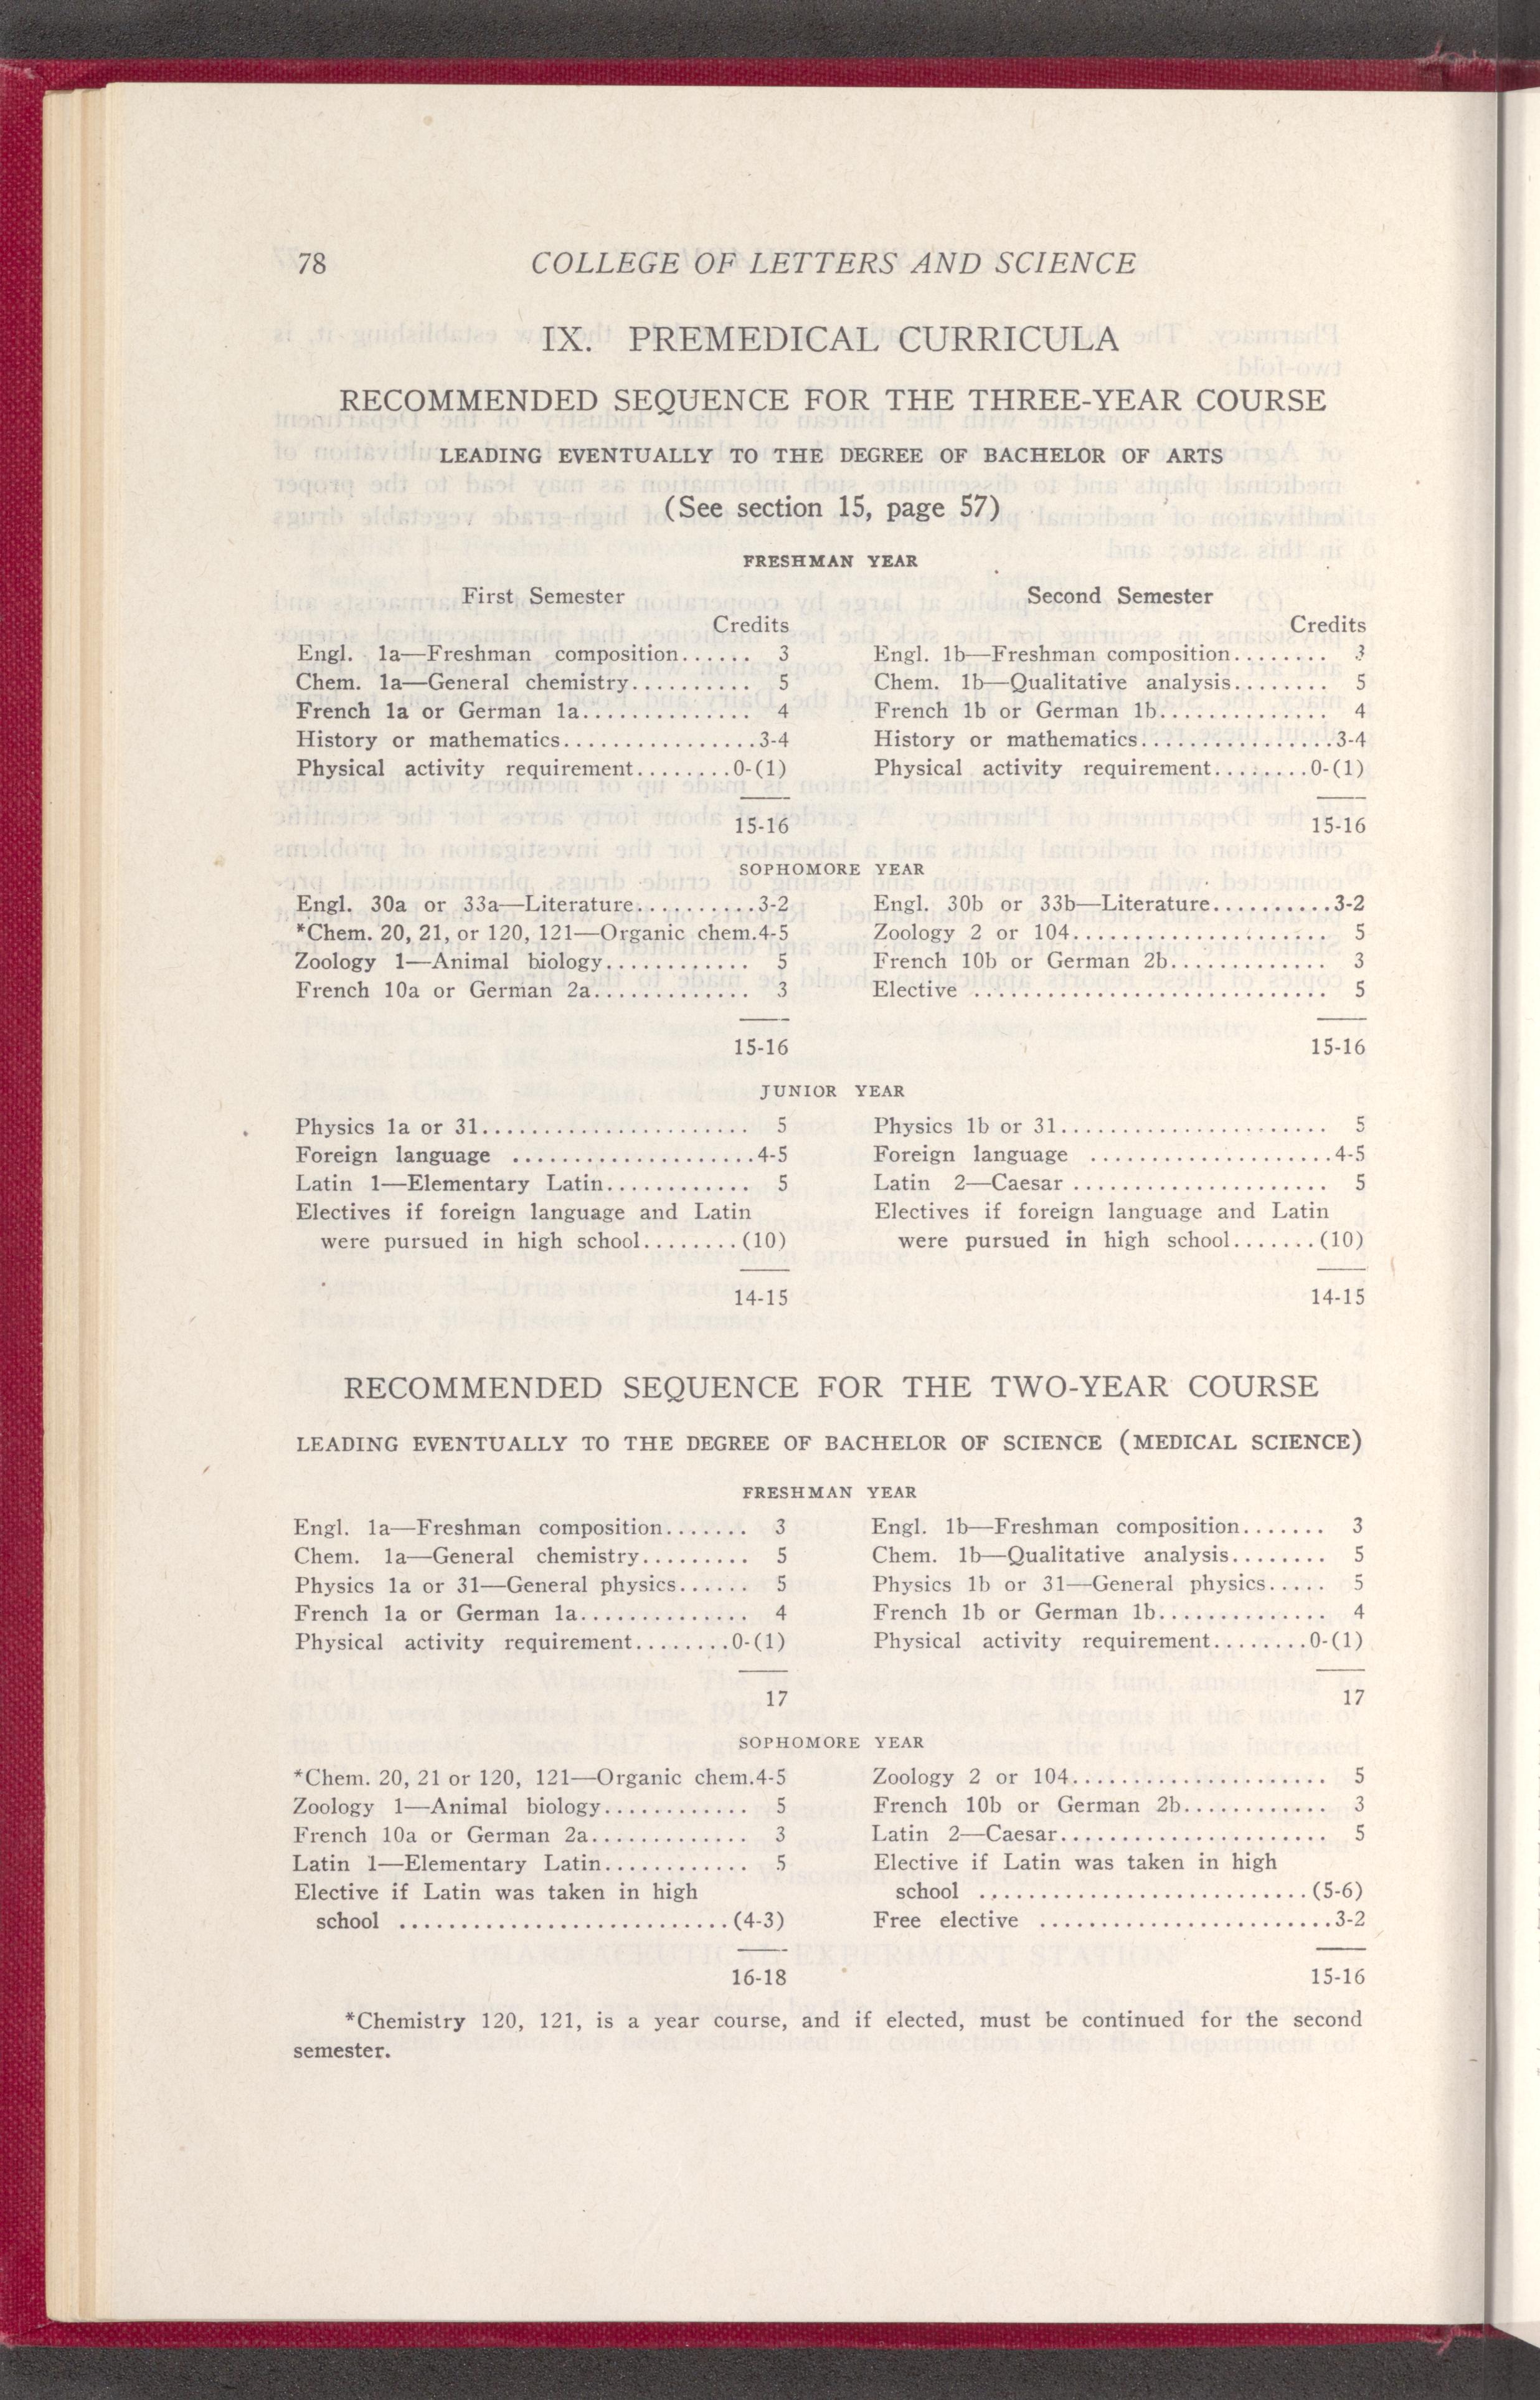 78 COLLEGE OF LETTERS AND SCIENCE
IX. PREMEDICAL CURRICULA
RECOMMENDED SEQUENCE FOR THE THREE-YEAR COURSE
LEADING EVENTUALLY TO THE DEGREE OF BACHELOR OF ARTS
(See section 15, page 57)
FRESHMAN YEAR
First Semester
Credits
Engl. 1a—Freshman composition...... 3
Chem. 1a—General chemistry.......... 5
French 1a or German 1a.............. 4
History or mathematics................3-4
Physical activity requirement........0-(1)
15-16
Second Semester
Credits
Engl. 1b—Freshman composition........ 3
Chem. 1b—Qualitative analysis........ 5
French 1b or German 1b.............. 4
History or mathematics................3-4
Physical activity requirement........0-(1)
15-16
SOPHOMORE YEAR
Engl. 30a or 33a—Literature..........3-2
*Chem. 20, 21, or 120, 121—Organic chem.4-5
Zoology 1—Animal biology............ 5
French 10a or German 2a............. 3
15-16
Engl. 30b or 33b—Literature..........3-2
Zoology 2 or 104..................... 5
French 10b or German 2b............. 3
Elective ............................. 5
15-16
JUNIOR YEAR
Physics 1a or 31...................... 5
Foreign language ....................4-5
Latin 1—Elementary Latin............ 5
Electives if foreign language and Latin
were pursued in high school........(10)
14-15
Physics 1b or 31...................... 5
Foreign language ....................4-5
Latin 2—Caesar ..................... 5
Electives if foreign language and Latin
were pursued in high school.......(10)
14-15
RECOMMENDED SEQUENCE FOR THE TWO-YEAR COURSE
LEADING EVENTUALLY TO THE DEGREE OF BACHELOR OF SCIENCE (MEDICAL SCIENCE)
FRESHMAN YEAR
Engl. 1a—Freshman composition....... 3
Chem. 1a—General chemistry......... 5
Physics 1a or 31—General physics...... 5
French 1a or German 1a.............. 4
Physical activity requirement........0-(1)
17
Engl. 1b—Freshman composition....... 3
Chem. 1b—Qualitative analysis........ 5
Physics 1b or 31—General physics..... 5
French 1b or German 1b.............. 4
Physical activity requirement........0-(1)
17
SOPHOMORE YEAR
*Chem. 20, 21 or 120, 121—Organic chem.4-5
Zoology 1—Animal biology............ 5
French 10a or German 2a............. 3
Latin 1—Elementary Latin............ 5
Elective if Latin was taken in high
school ...........................(4-3)
16-18
Zoology 2 or 104..................... 5
French 10b or German 2b............ 3
Latin 2—Caesar...................... 5
Elective if Latin was taken in high
school ...........................(5-6)
Free elective ........................3-2
15-16
*Chemistry 120, 121, is a year course, and if elected, must be continued for the second
semester.